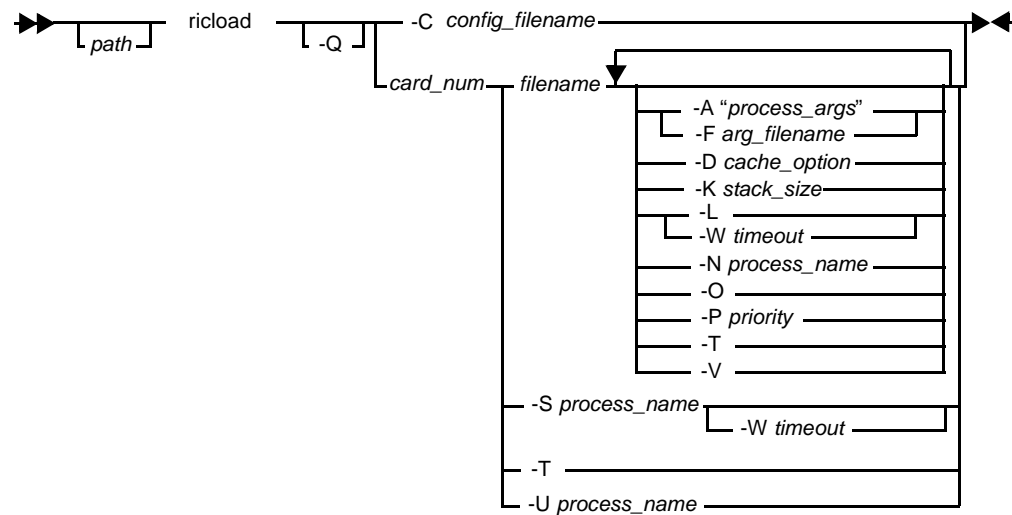 ricload -C config_filename
path -Q
card_num filename
-A “process_args”
-F arg_filename
-D cache_option
-K stack_size
-L
-W timeout
-N process_name
-O
-P priority
-T
-V
-S process_name
-W timeout
-T
-U process_name